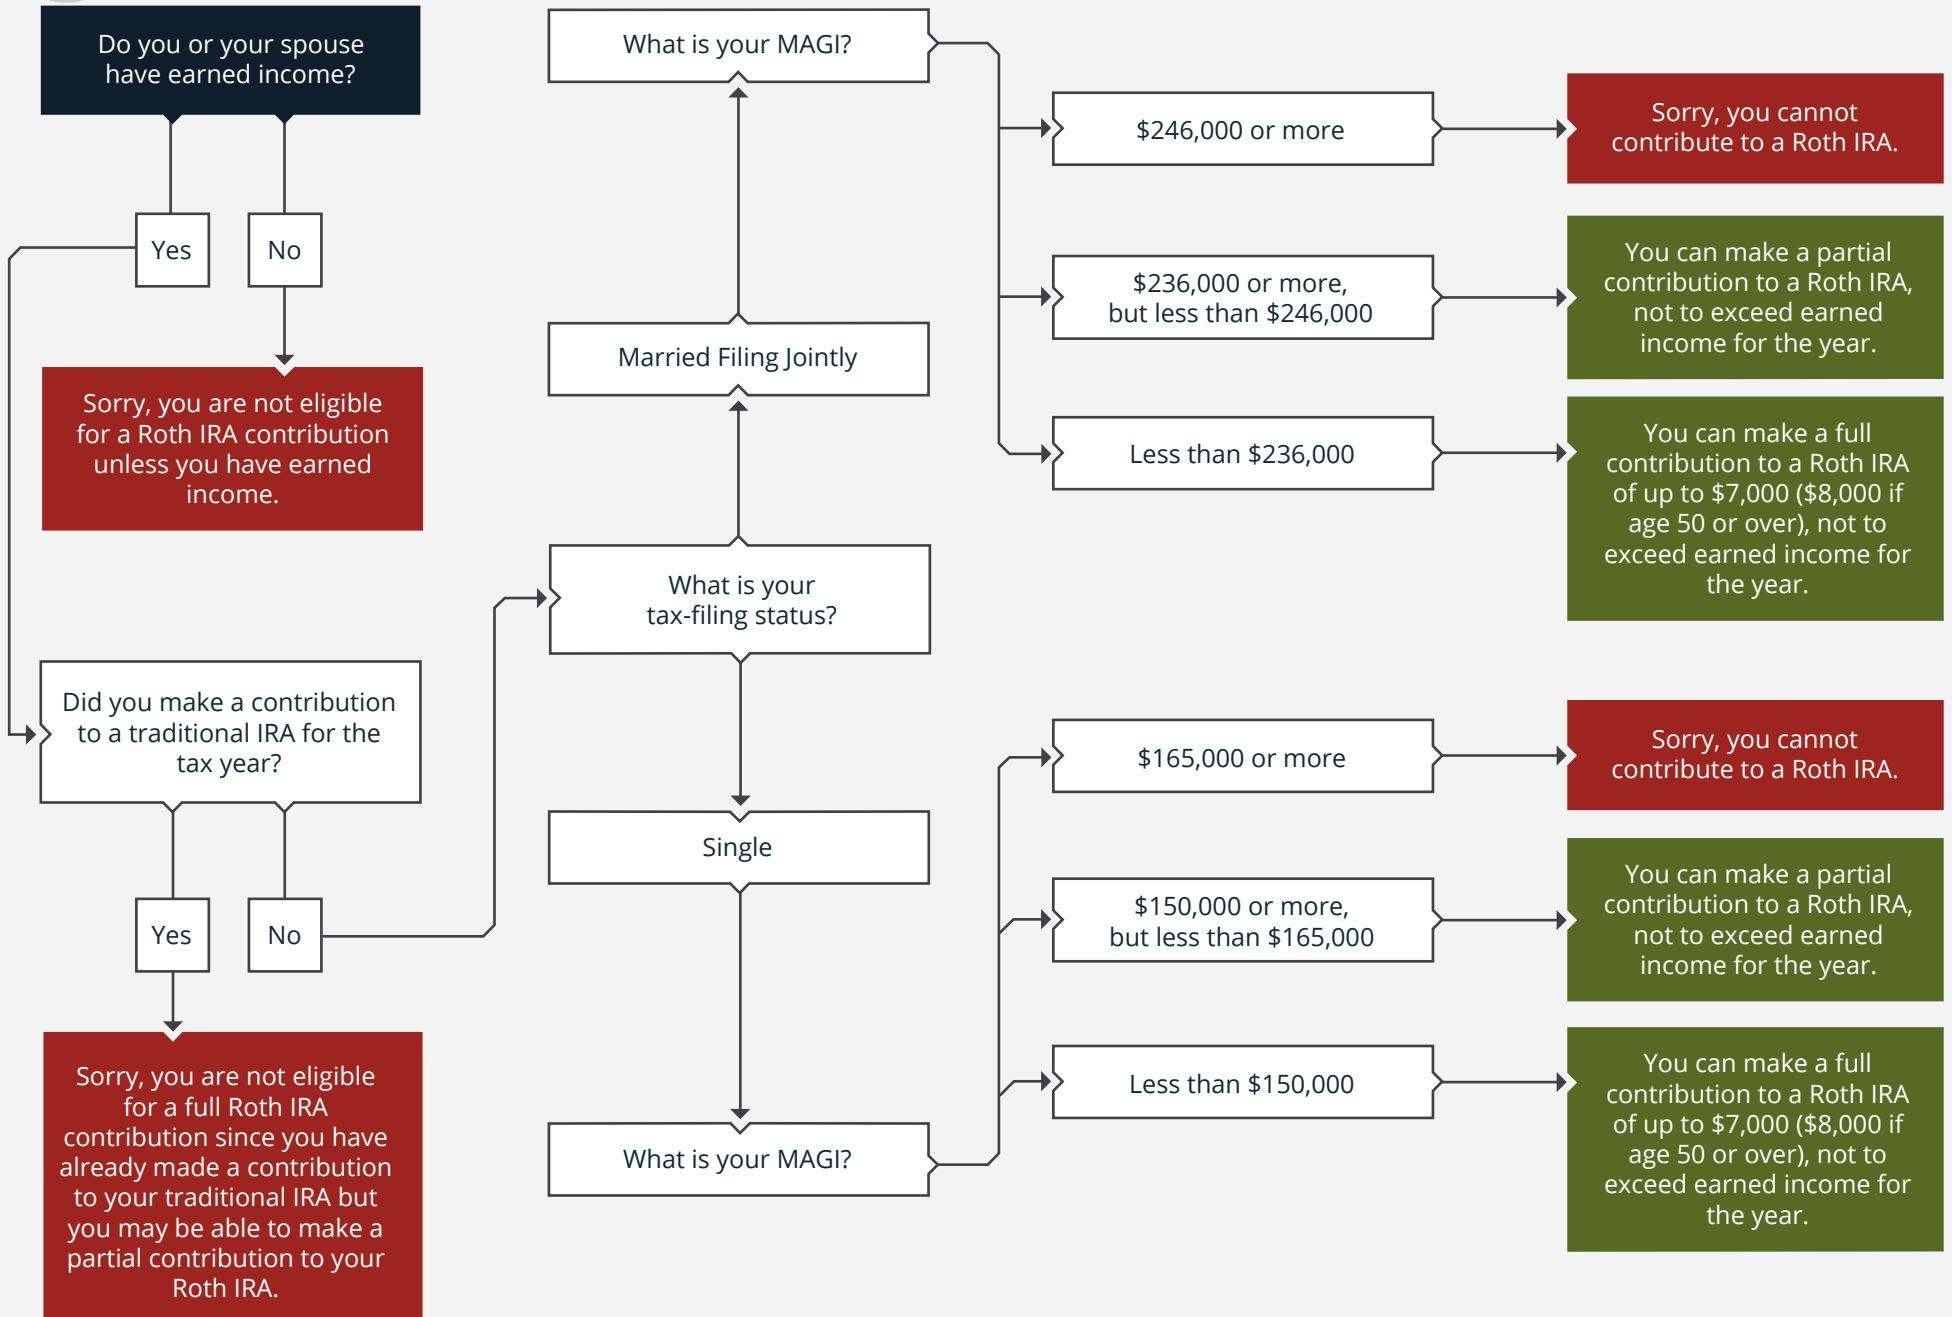 Do you or your spouse
have earned income?
Yes
No
Sorry, you are not eligible
for a Roth IRA contribution
unless you have earned
income.
Did you make a contribution
to a traditional IRA for the
tax year?
Yes
No
Sorry, you are not eligible
for a full Roth IRA
contribution since you have
already made a contribution
to your traditional IRA but
you may be able to make a
partial contribution to your
Roth IRA.
What is your MAGI?
Married Filing Jointly
What is your
tax-filing status?
Single
What is your MAGI?
$246,000 or more
$236,000 or more,
but less than $246,000
Less than $236,000
$165,000 or more
$150,000 or more,
but less than $165,000
Less than $150,000
Sorry, you cannot
contribute to a Roth IRA.
You can make a partial
contribution to a Roth IRA,
not to exceed earned
income for the year.
You can make a full
contribution to a Roth IRA
of up to $7,000 ($8,000 if
age 50 or over), not to
exceed earned income for
the year.
Sorry, you cannot
contribute to a Roth IRA.
You can make a partial
contribution to a Roth IRA,
not to exceed earned
income for the year.
You can make a full
contribution to a Roth IRA
of up to $7,000 ($8,000 if
age 50 or over), not to
exceed earned income for
the year.